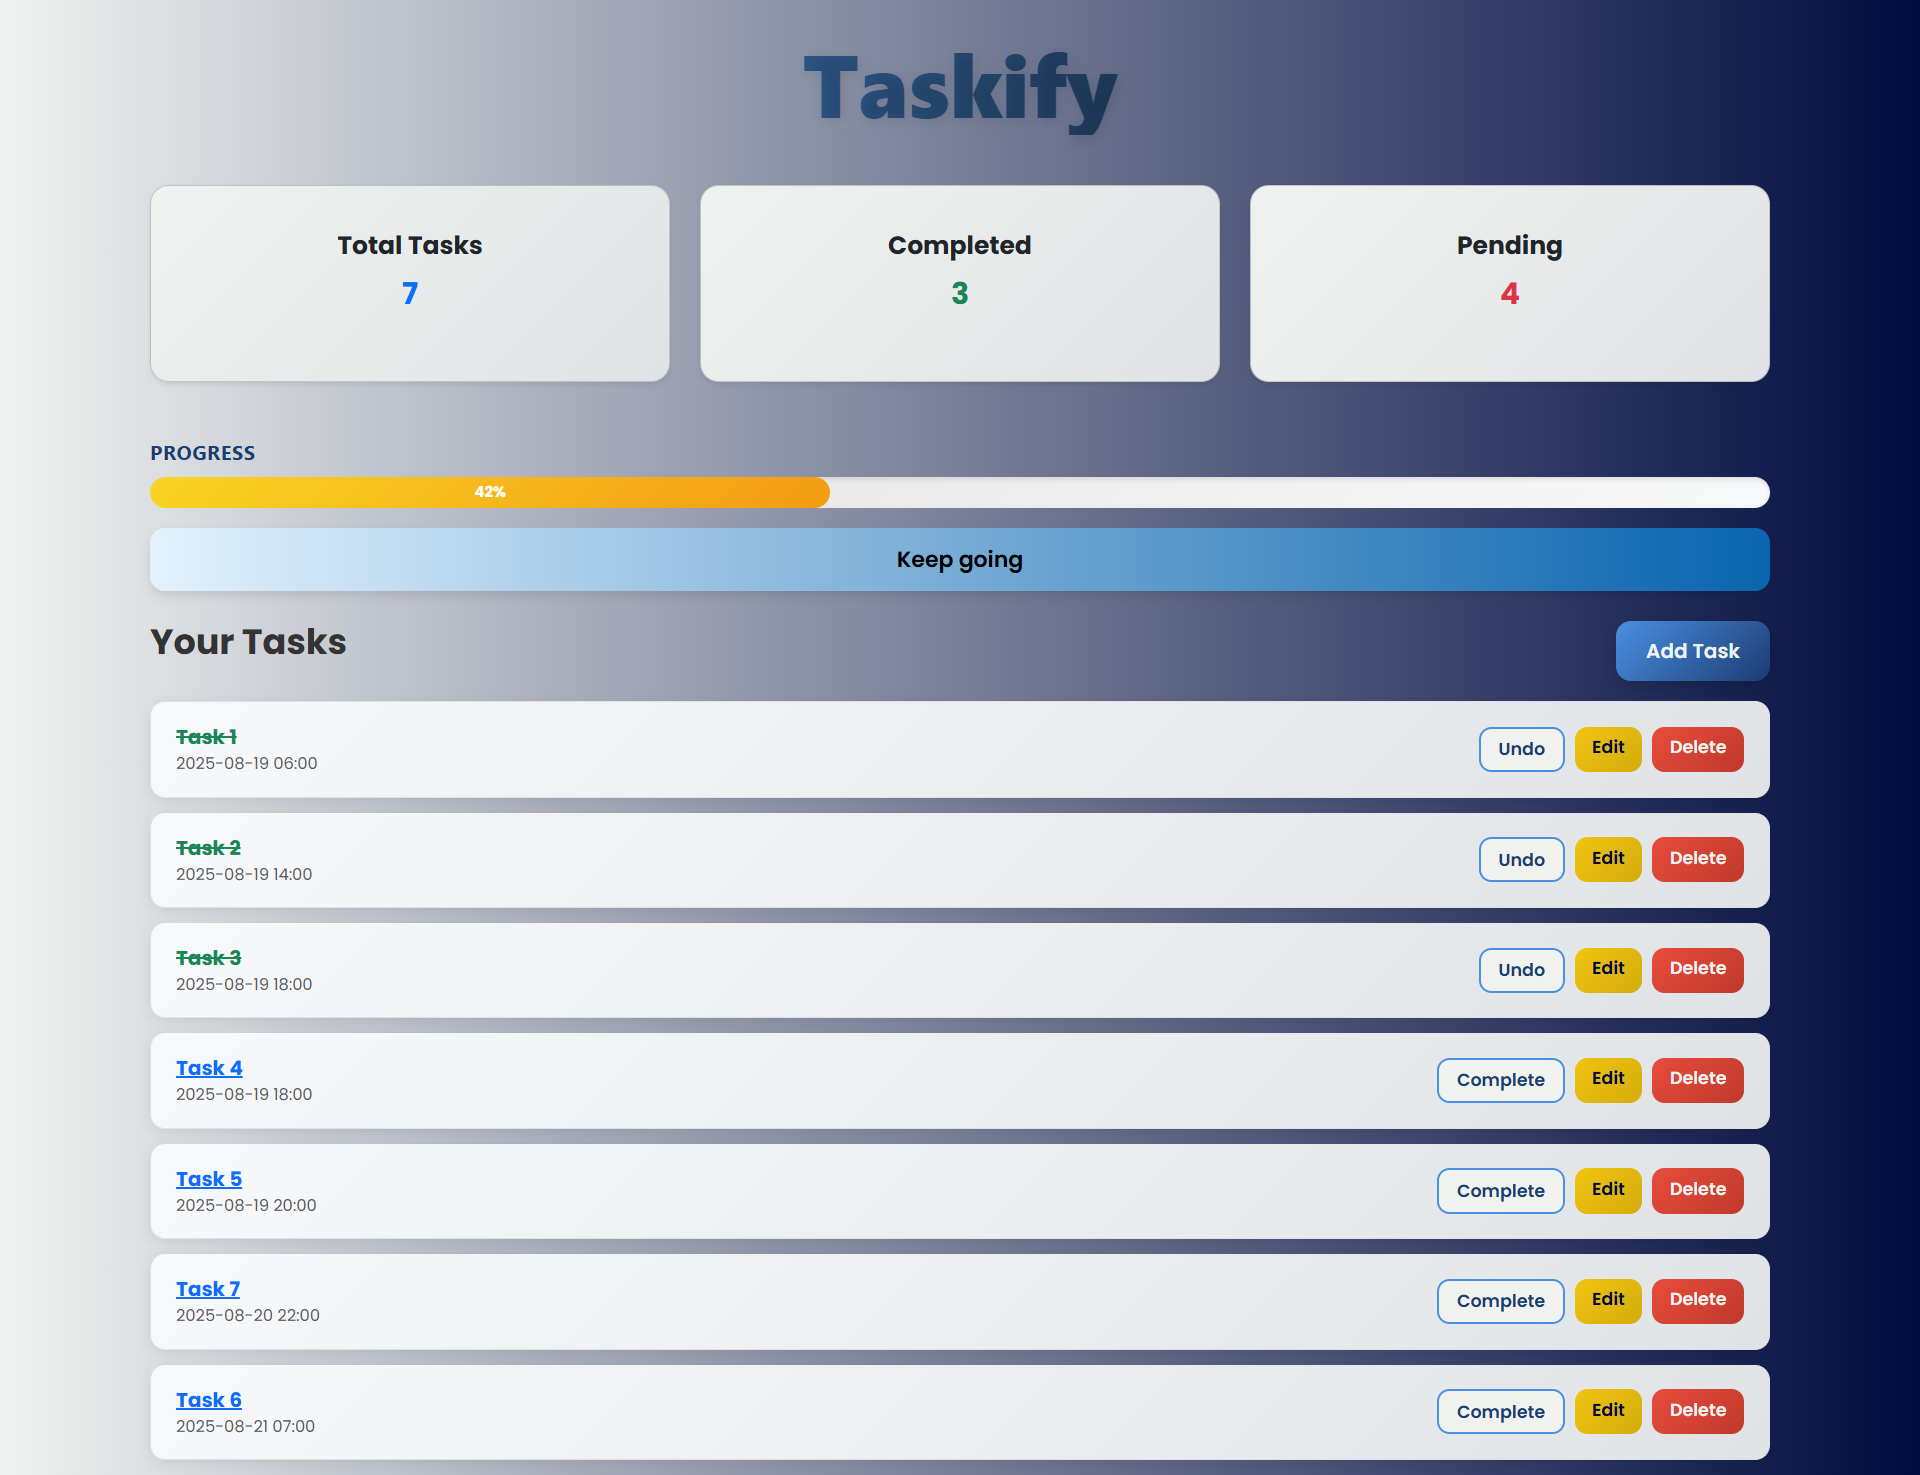 Taskify
Total Tasks
7
Completed
3
Pending
4
PROGRESS
42%
Keep going
Your Tasks
Add Task
Task 1
2025-08-19 06:00
Undo Edit Delete
Task 2
2025-08-19 14:00
Undo Edit Delete
Task 3
2025-08-19 18:00
Undo Edit Delete
Task 4
2025-08-19 18:00
Complete Edit Delete
Task 5
2025-08-19 20:00
Complete Edit Delete
Task 7
2025-08-20 22:00
Complete Edit Delete
Task 6
2025-08-21 07:00
Complete Edit Delete